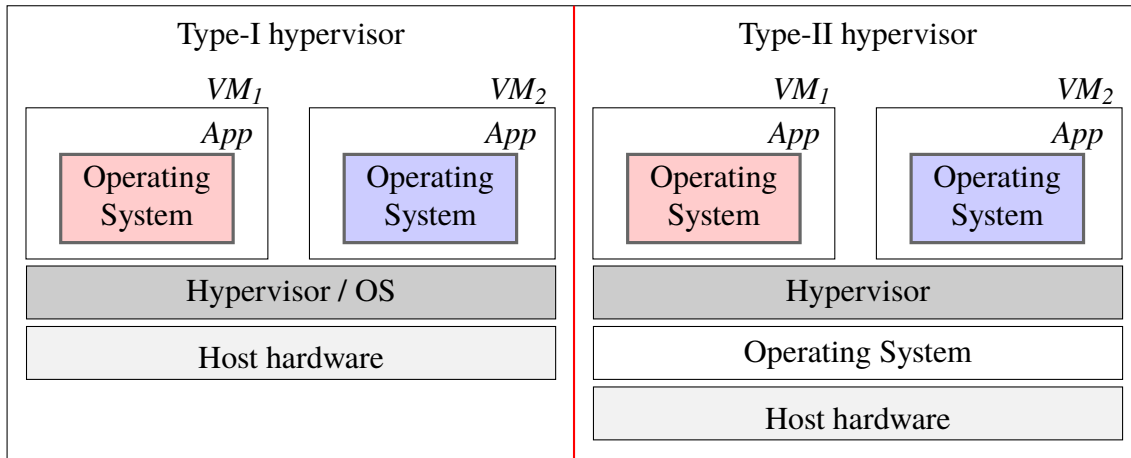 Type-I hypervisor
VM1
VM2
App
App
Operating
System
Operating
System
Hypervisor / OS
Host hardware
Type-II hypervisor
VM1
VM2
App
App
Operating
System
Operating
System
Hypervisor
Operating System
Host hardware